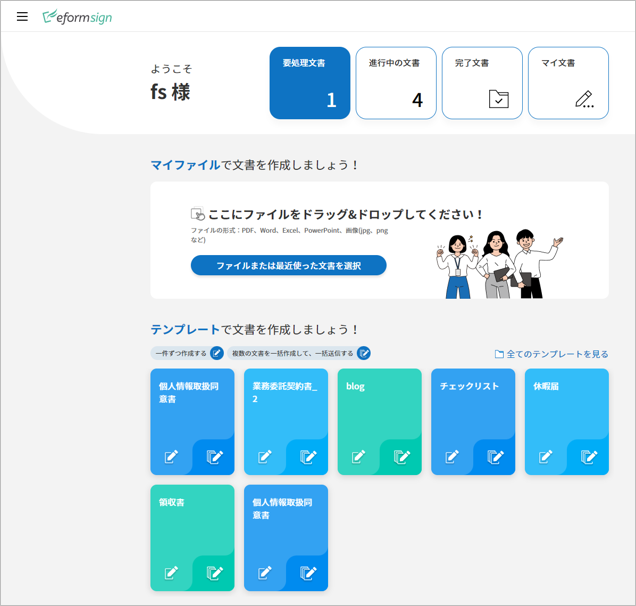 eformsign
ようこそ
fs 様
要処理文書
1
進行中の文書
4
完了文書
マイ文書
マイファイルで文書を作成しましょう！
ここにファイルをドラッグ&ドロップしてください！
ファイルの形式：PDF、Word、Excel、PowerPoint、画像(jpg、png
など)
ファイルまたは最近使った文書を選択
テンプレートで文書を作成しましょう！
一件ずつ作成する
複数の文書を一括作成して、一括送信する
全てのテンプレートを見る
個人情報取扱同
意書
業務委託契約書_
2
blog
チェックリスト
休暇届
領収書
個人情報取扱同
意書